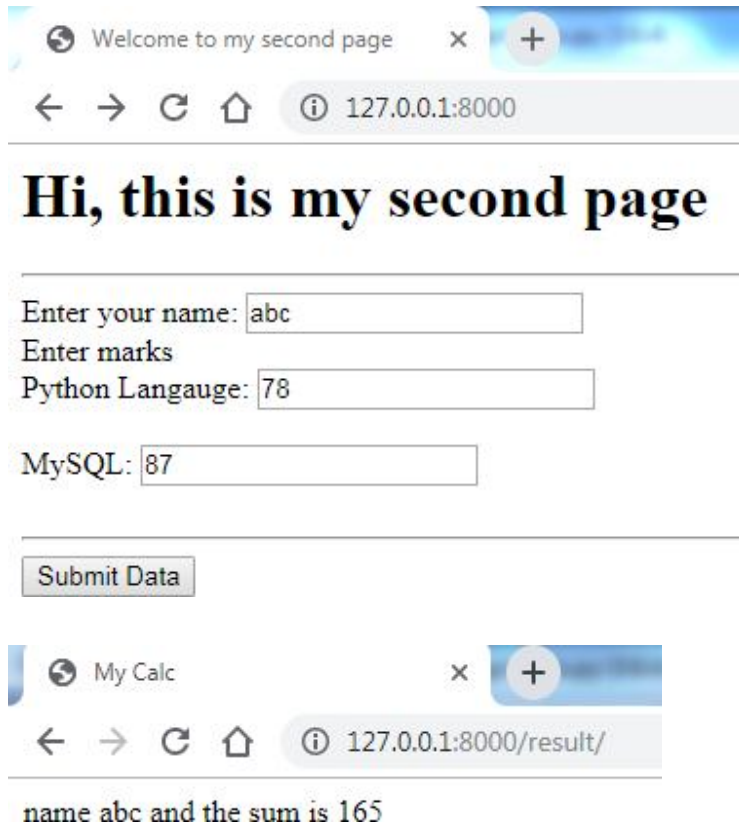 Welcome to my second page
127.0.0.1:8000
Hi, this is my second page
Enter your name: abc
Enter marks
Python Langauge: 78
MySQL: 87
Submit Data
My Calc
127.0.0.1:8000/result/
name abc and the sum is 165